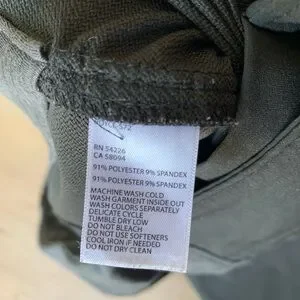 RN 54226
CA 58094
91% POLYESTER 9% SPANDEX
91% POLYESTER 9% SPANDEX
MACHINE WASH COLD
WASH GARMENT INSIDE OUT
WASH COLORS SEPARATELY
DELICATE CYCLE
TUMBLE DRY LOW
DO NOT BLEACH
DO NOT USE SOFTENERS
COOL IRON IF NEEDED
DO NOT DRY CLEAN